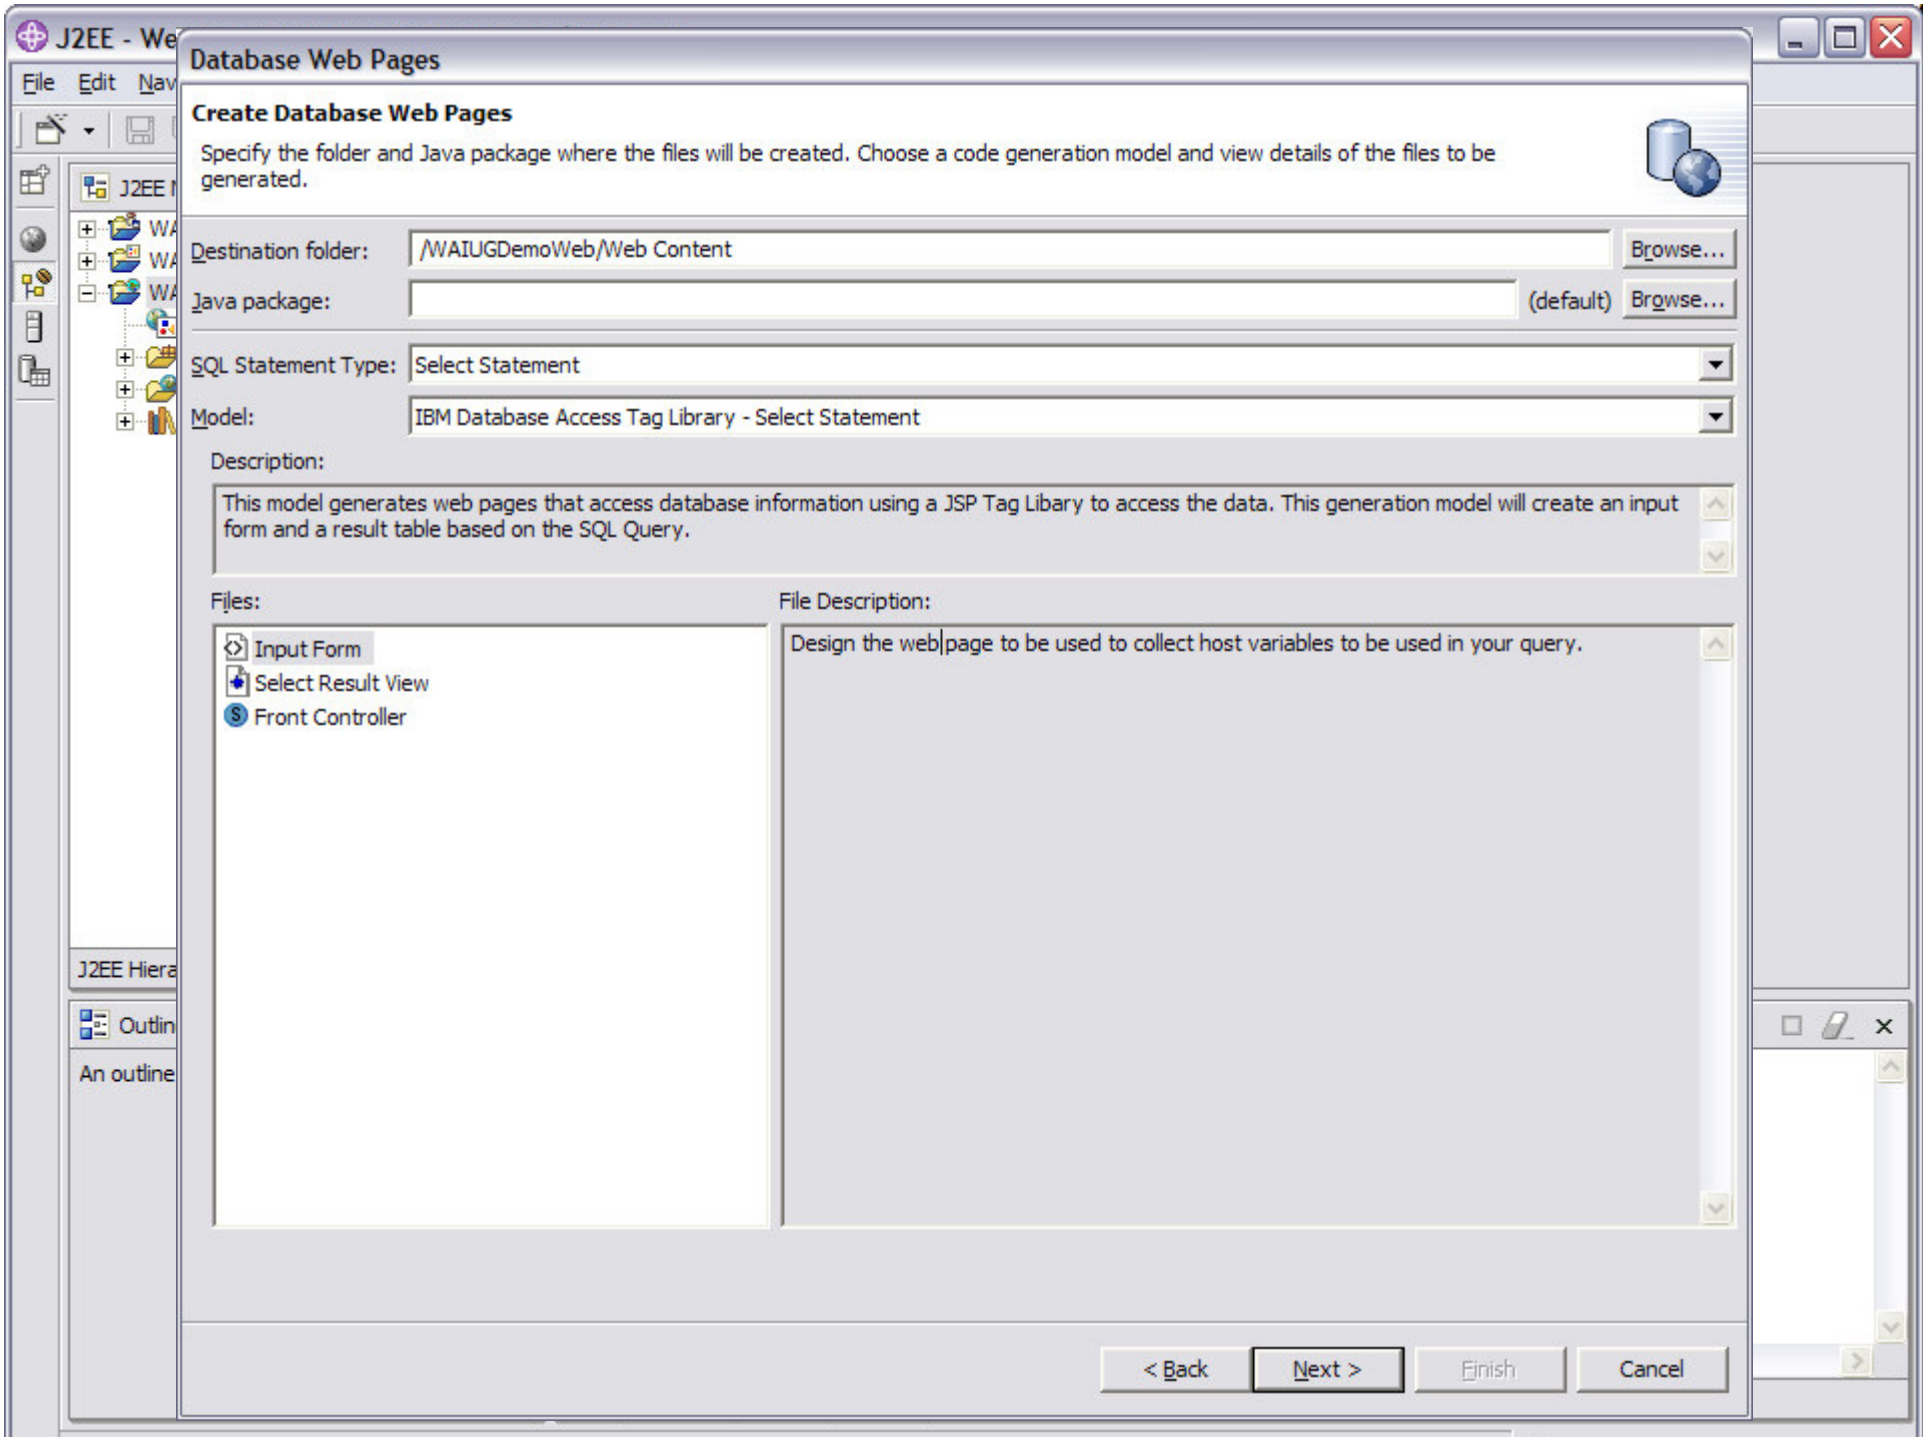 J2EE - We
Database Web Pages
File Edit Nav
Create Database Web Pages
Specify the folder and Java package where the files will be created. Choose a code generation model and view details of the files to be
generated.
J2EE
WA
WA
WA
Destination folder: /WAIUGDemoWeb/Web Content Browse...
Java package: (default) Browse...
SQL Statement Type: Select Statement
Model: IBM Database Access Tag Library - Select Statement
Description:
This model generates web pages that access database information using a JSP Tag Libary to access the data. This generation model will create an input
form and a result table based on the SQL Query.
Files: File Description:
Input Form
Select Result View
Front Controller
Design the web page to be used to collect host variables to be used in your query.
J2EE Hiera
Outlin
An outline
< Back Next > Finish Cancel